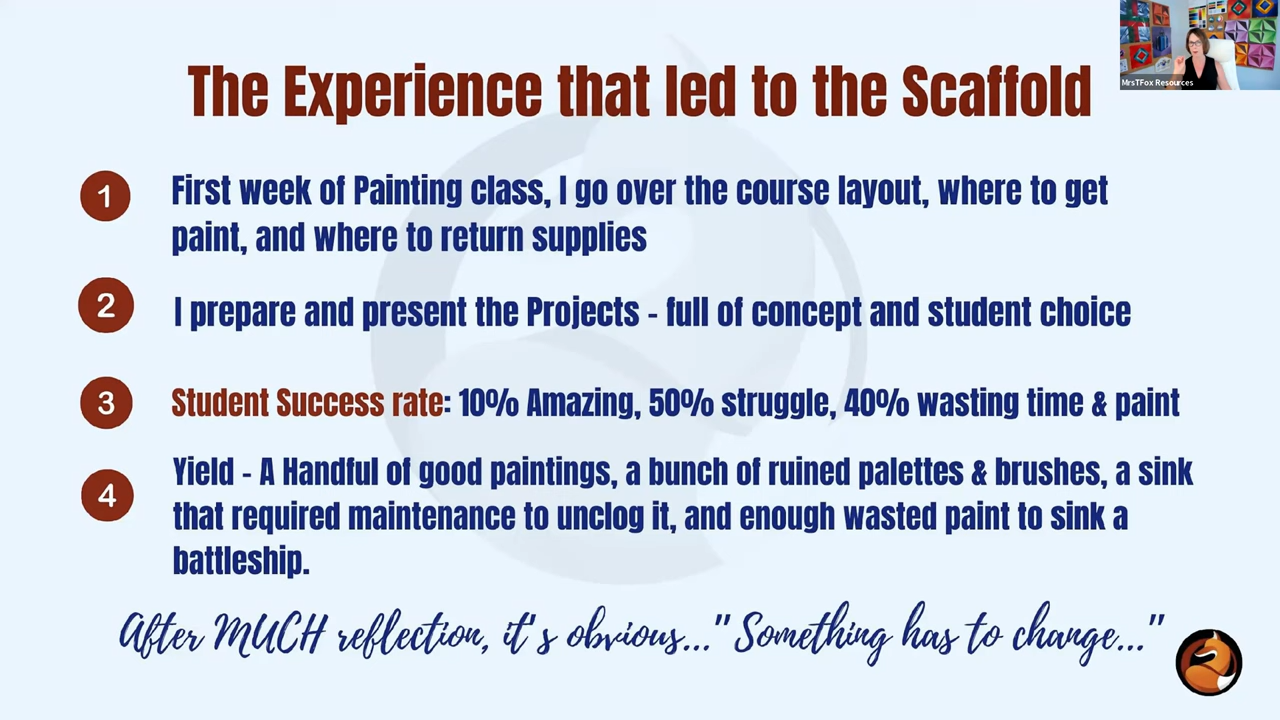 MrsTFox Resources
The Experience that led to the Scaffold
1
First week of Painting class, I go over the course layout, where to get
paint, and where to return supplies
2
I prepare and present the Projects - full of concept and student choice
3
Student Success rate: 10% Amazing, 50% struggle, 40% wasting time & paint
4
Yield - A Handful of good paintings, a bunch of ruined palettes & brushes, a sink
that required maintenance to unclog it, and enough wasted paint to sink a
battleship.
After MUCH reflection, it's obvious..." Something has to change..."